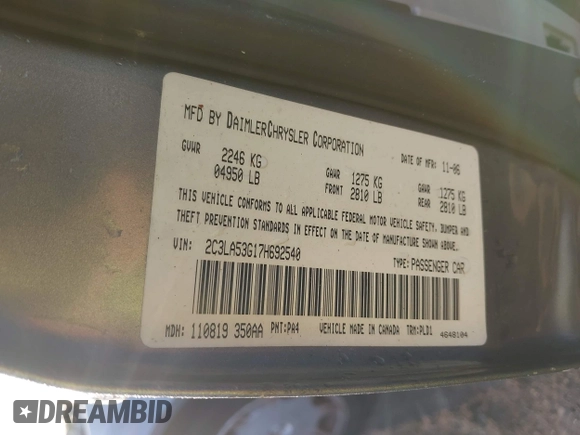 MFD BY DAIMLERCHRYSLER CORPORATION
DATE OF MFR: 11-06
GVWR 2246 KG
04950 LB
GAWR 1275 KG
FRONT 2810 LB
GAWR 1275 KG
REAR 2810 LB
THIS VEHICLE CONFORMS TO ALL APPLICABLE FEDERAL MOTOR VEHICLE SAFETY, BUMPER AND
THEFT PREVENTION STANDARDS IN EFFECT ON THE DATE OF MANUFACTURE SHOWN ABOVE.
VIN: 2C3LA53G17H692540
TYPE: PASSENGER CAR
MDH: 110819 350AA PNT: PA4 VEHICLE MADE IN CANADA TRM: PLD1
4648104
DREAMBID